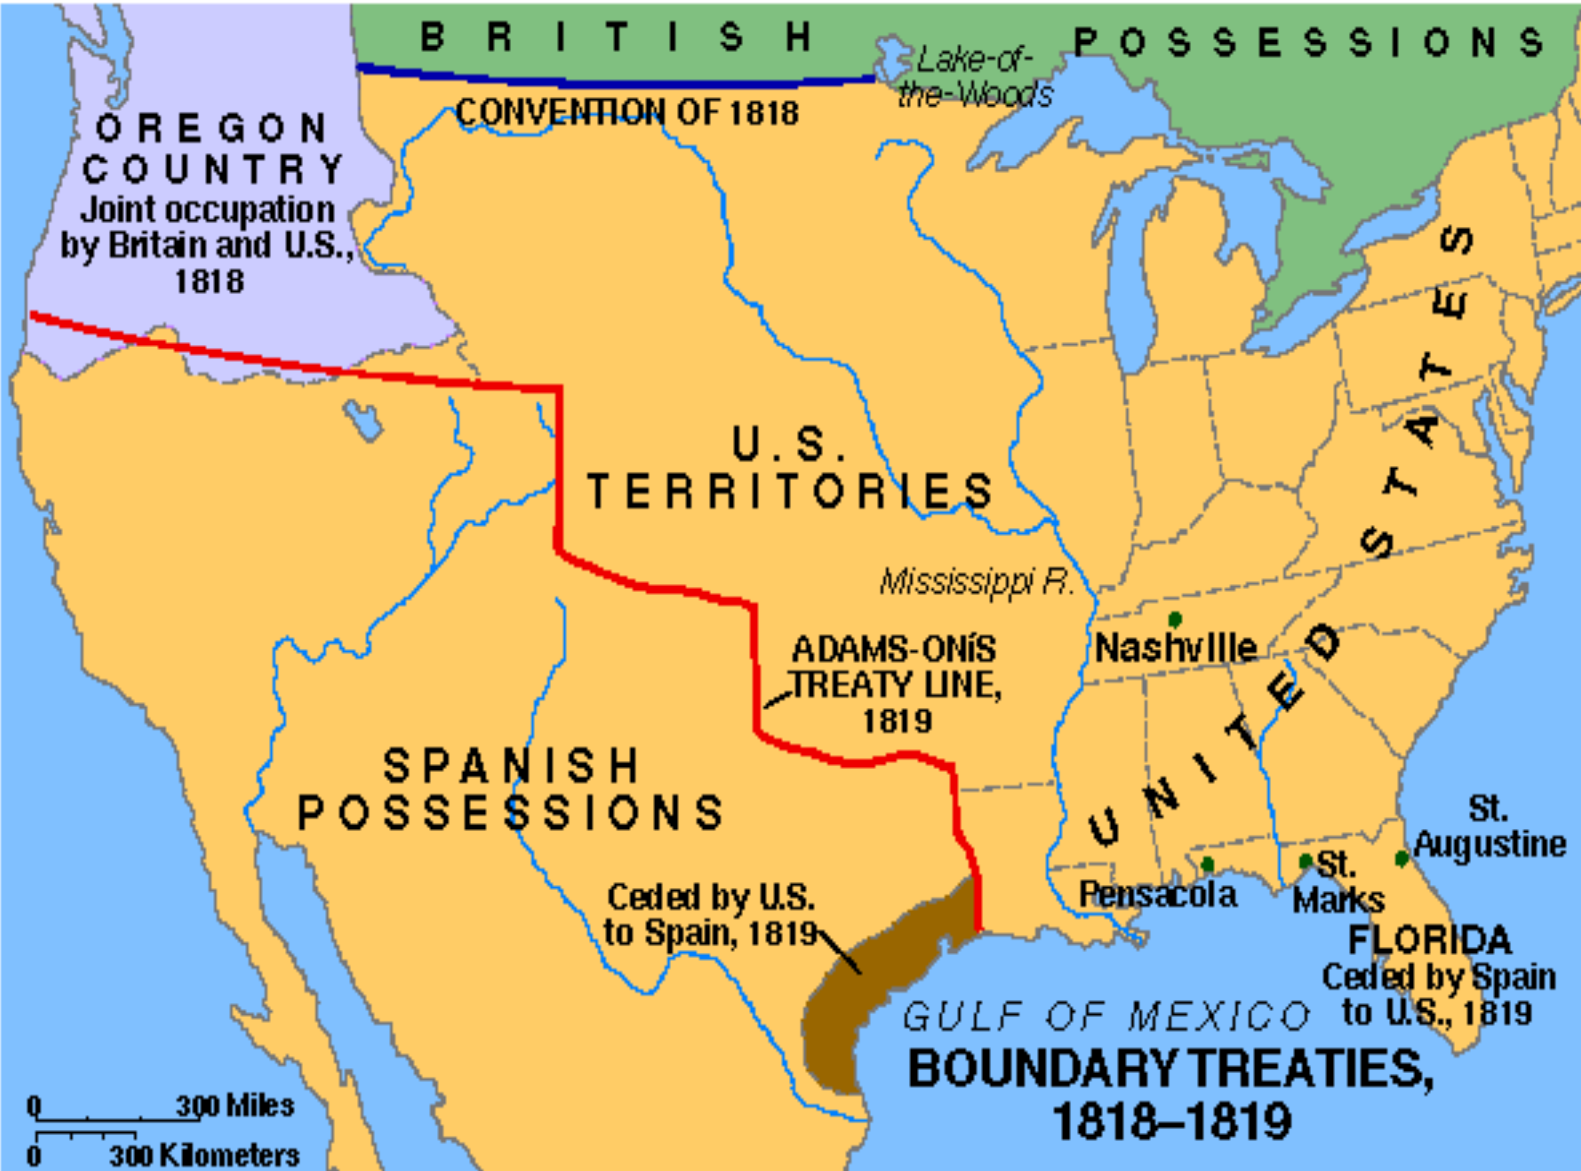 BRITISH POSSESSIONS
Lake-of-
the-Woods
CONVENTION OF 1818
OREGON
COUNTRY
Joint occupation
by Britain and U.S.,
1818
U.S.
TERRITORIES
UNITED STATES
Mississippi R.
Nashville
ADAMS-ONíS
TREATY LINE,
1819
SPANISH
POSSESSIONS
St.
Augustine
Pensacola
St.
Marks
Ceded by U.S.
to Spain, 1819
FLORIDA
Ceded by Spain
to U.S., 1819
GULF OF MEXICO
BOUNDARY TREATIES,
1818–1819
0 300 Miles
0 300 Kilometers